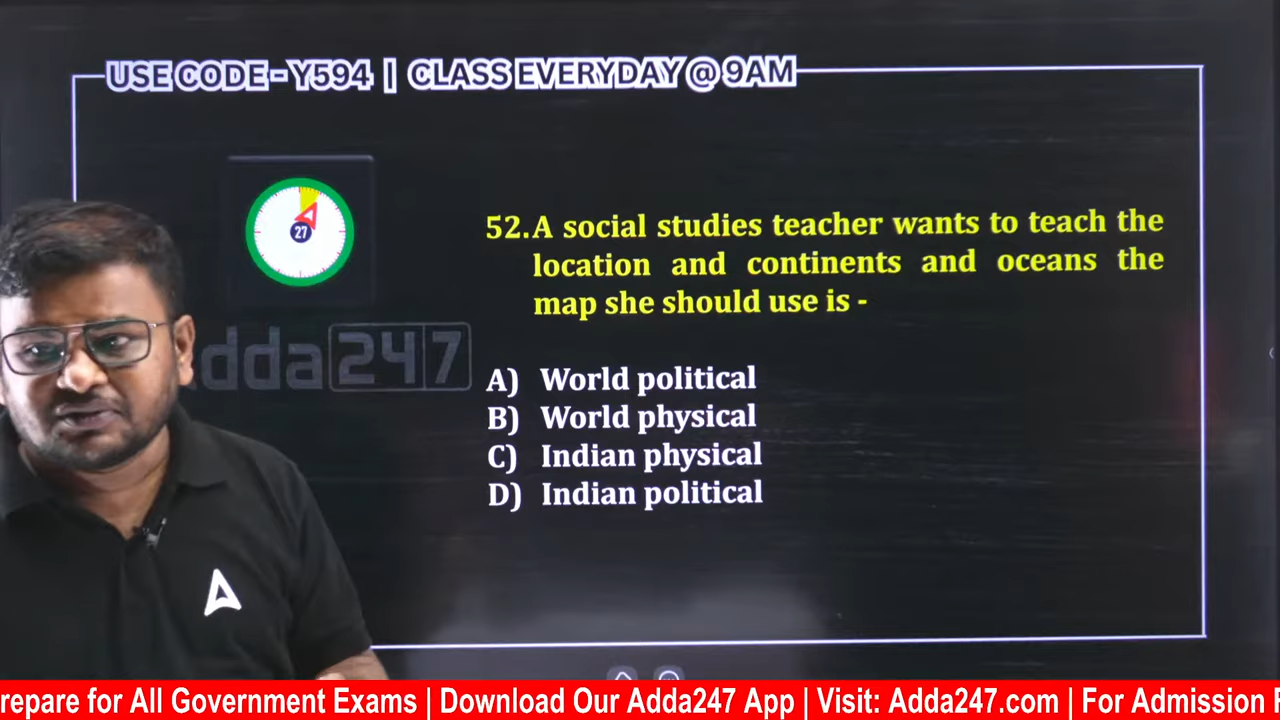 USE CODE - Y594 | CLASS EVERYDAY @ 9AM
27
52. A social studies teacher wants to teach the
location and continents and oceans the
map she should use is -
dda 247
A) World political
B) World physical
C) Indian physical
D) Indian political
repare for All Government Exams | Download Our Adda247 App | Visit: Adda247.com | For Admission